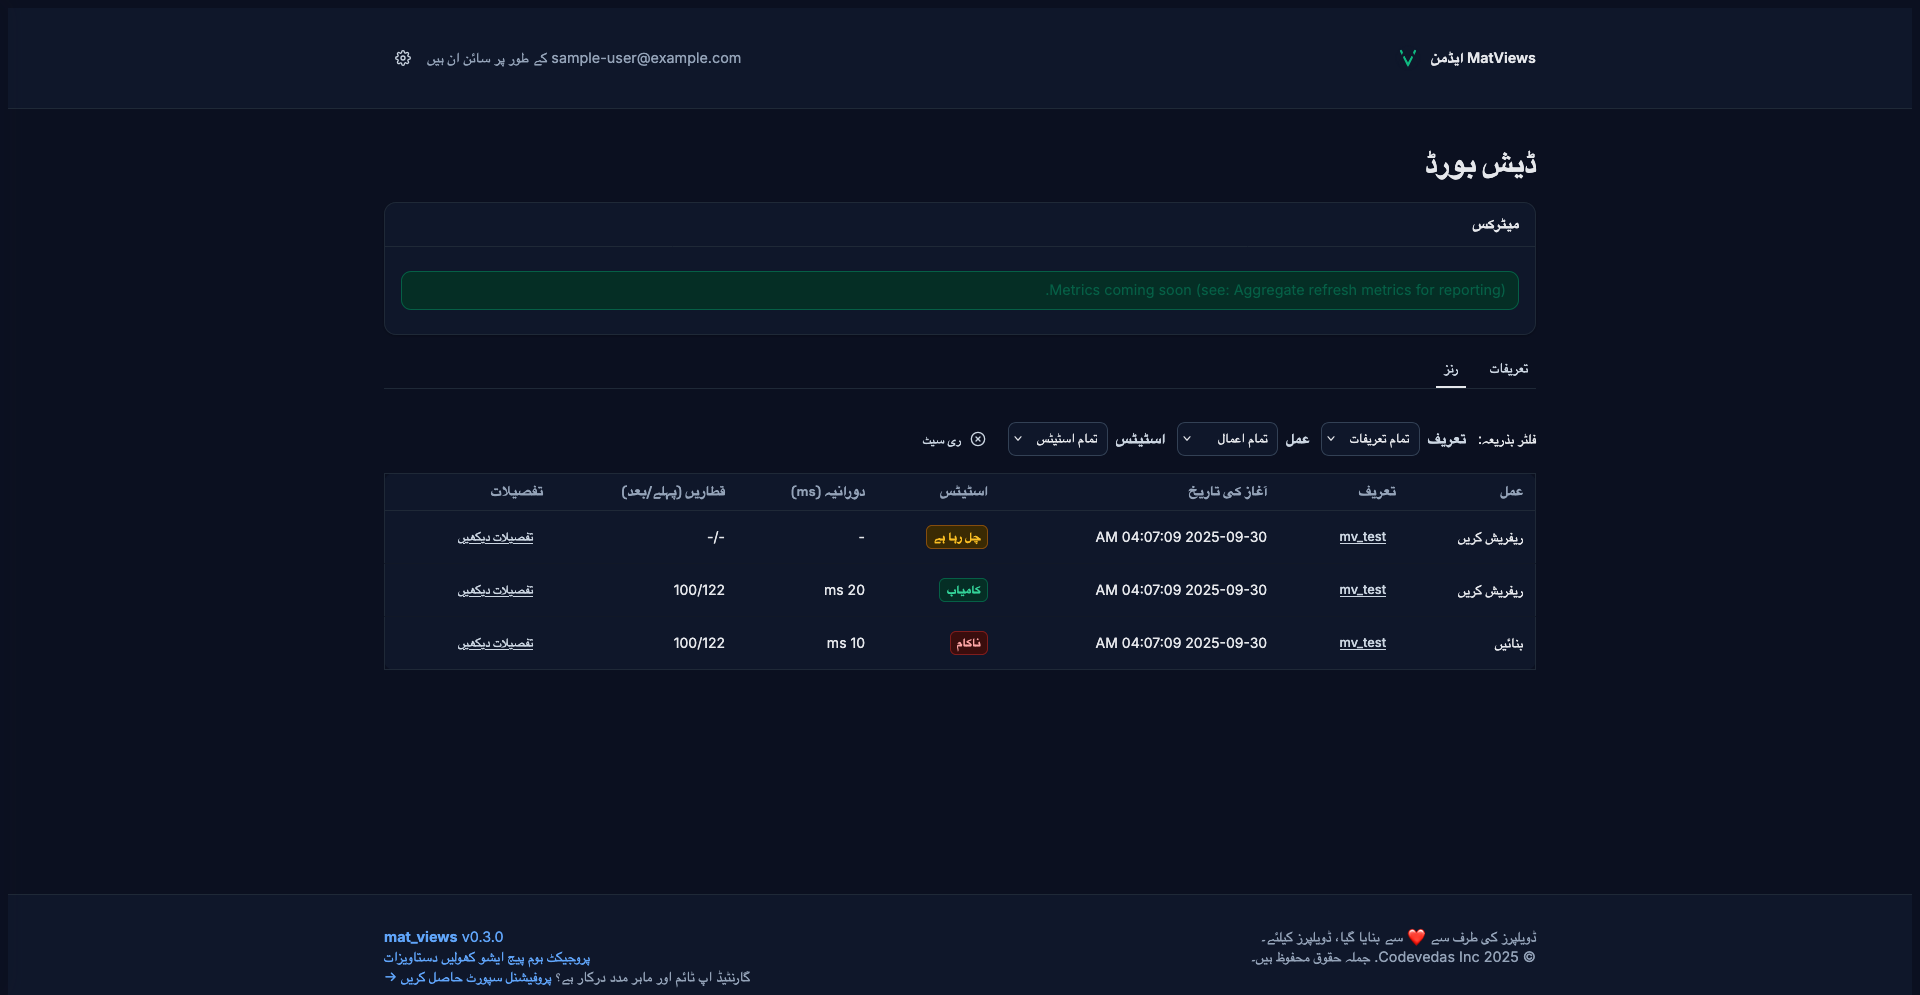 MatViews ایڈمن
sample-user@example.com کے طور پر سائن ان ہیں
ڈیش بورڈ
میٹرکس
Metrics coming soon (see: Aggregate refresh metrics for reporting).
تعریفات رنز
فلٹر بذریعہ: تعریف تمام تعریفات عمل تمام اعمال اسٹیٹس تمام اسٹیٹس ری سیٹ
عمل تعریف آغاز کی تاریخ اسٹیٹس دورانیہ (ms) قطاریں (پہلے/بعد) تفصیلات
ریفریش کریں mv_test 2025-09-30 04:07:09 AM چل رہا ہے - -/- تفصیلات دیکھیں
ریفریش کریں mv_test 2025-09-30 04:07:09 AM کامیاب 20 ms 100/122 تفصیلات دیکھیں
بنائیں mv_test 2025-09-30 04:07:09 AM ناکام 10 ms 100/122 تفصیلات دیکھیں
ڈویلپرز کی طرف سے ❤️ سے بنایا گیا، ڈویلپرز کیلئے۔
© 2025 Codevedas Inc. جملہ حقوق محفوظ ہیں۔
mat_views v0.3.0
پروجیکٹ ہوم پیج ایشو کھولیں دستاویزات
گارنٹیڈ اپ ٹائم اور ماہر مدد درکار ہے؟ پروفیشنل سپورٹ حاصل کریں →